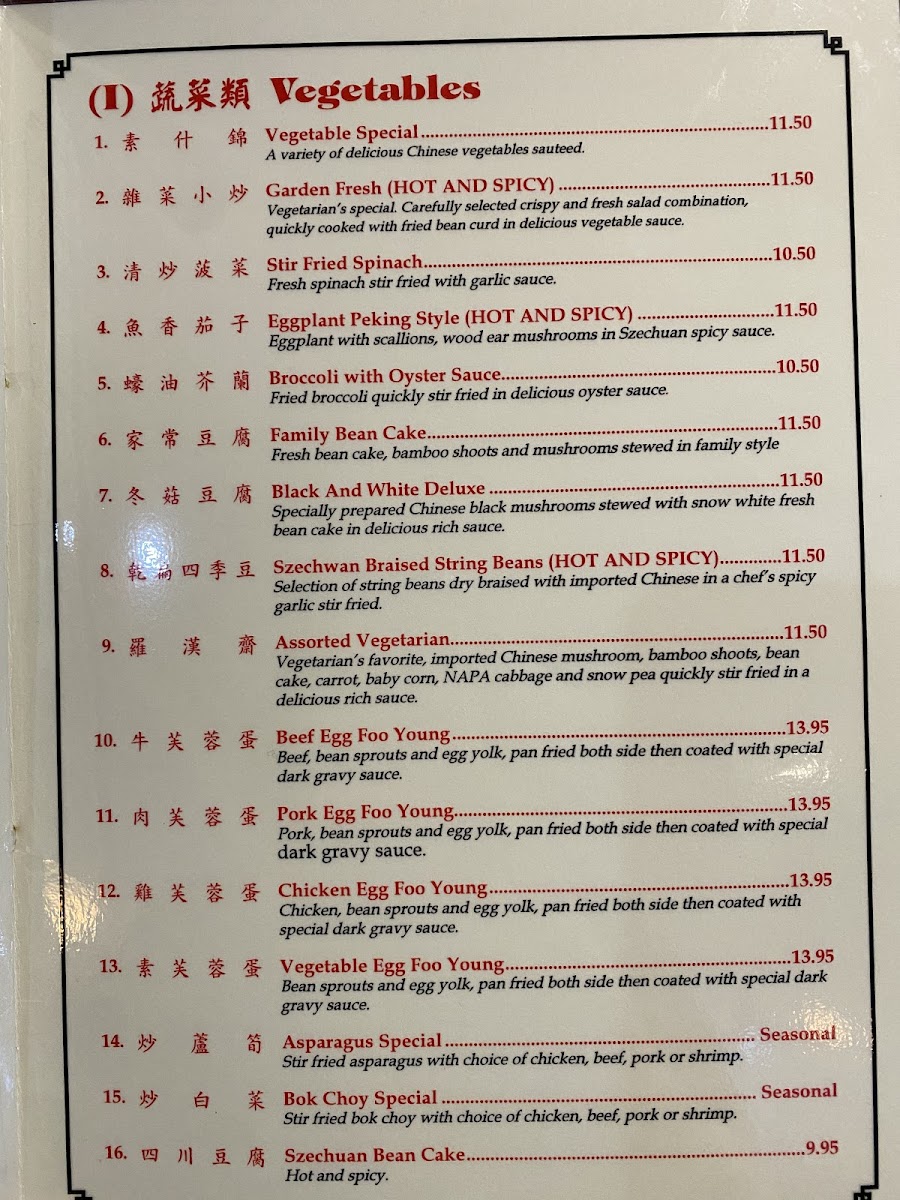 (I) 蔬菜類 Vegetables
1. 素什錦 Vegetable Special 11.50
A variety of delicious Chinese vegetables sauteed.
2. 雜菜小炒 Garden Fresh (HOT AND SPICY) 11.50
Vegetarian's special. Carefully selected crispy and fresh salad combination,
quickly cooked with fried bean curd in delicious vegetable sauce.
3. 清炒菠菜 Stir Fried Spinach 10.50
Fresh spinach stir fried with garlic sauce.
4. 魚香茄子 Eggplant Peking Style (HOT AND SPICY) 11.50
Eggplant with scallions, wood ear mushrooms in Szechuan spicy sauce.
5. 蠔油芥蘭 Broccoli with Oyster Sauce 10.50
Fried broccoli quickly stir fried in delicious oyster sauce.
6. 家常豆腐 Family Bean Cake 11.50
Fresh bean cake, bamboo shoots and mushrooms stewed in family style
7. 冬菇豆腐 Black And White Deluxe 11.50
Specially prepared Chinese black mushrooms stewed with snow white fresh
bean cake in delicious rich sauce.
8. 乾煸四季豆 Szechwan Braised String Beans (HOT AND SPICY) 11.50
Selection of string beans dry braised with imported Chinese in a chef's spicy
garlic stir fried.
9. 羅漢齋 Assorted Vegetarian 11.50
Vegetarian's favorite, imported Chinese mushroom, bamboo shoots, bean
cake, carrot, baby corn, NAPA cabbage and snow pea quickly stir fried in a
delicious rich sauce.
10. 牛芙蓉蛋 Beef Egg Foo Young 13.95
Beef, bean sprouts and egg yolk, pan fried both side then coated with special
dark gravy sauce.
11. 肉芙蓉蛋 Pork Egg Foo Young 13.95
Pork, bean sprouts and egg yolk, pan fried both side then coated with special
dark gravy sauce.
12. 雞芙蓉蛋 Chicken Egg Foo Young 13.95
Chicken, bean sprouts and egg yolk, pan fried both side then coated with
special dark gravy sauce.
13. 素芙蓉蛋 Vegetable Egg Foo Young 13.95
Bean sprouts and egg yolk, pan fried both side then coated with special dark
gravy sauce.
14. 炒蘆筍 Asparagus Special Seasonal
Stir fried asparagus with choice of chicken, beef, pork or shrimp.
15. 炒白菜 Bok Choy Special Seasonal
Stir fried bok choy with choice of chicken, beef, pork or shrimp.
16. 四川豆腐 Szechuan Bean Cake 9.95
Hot and spicy.